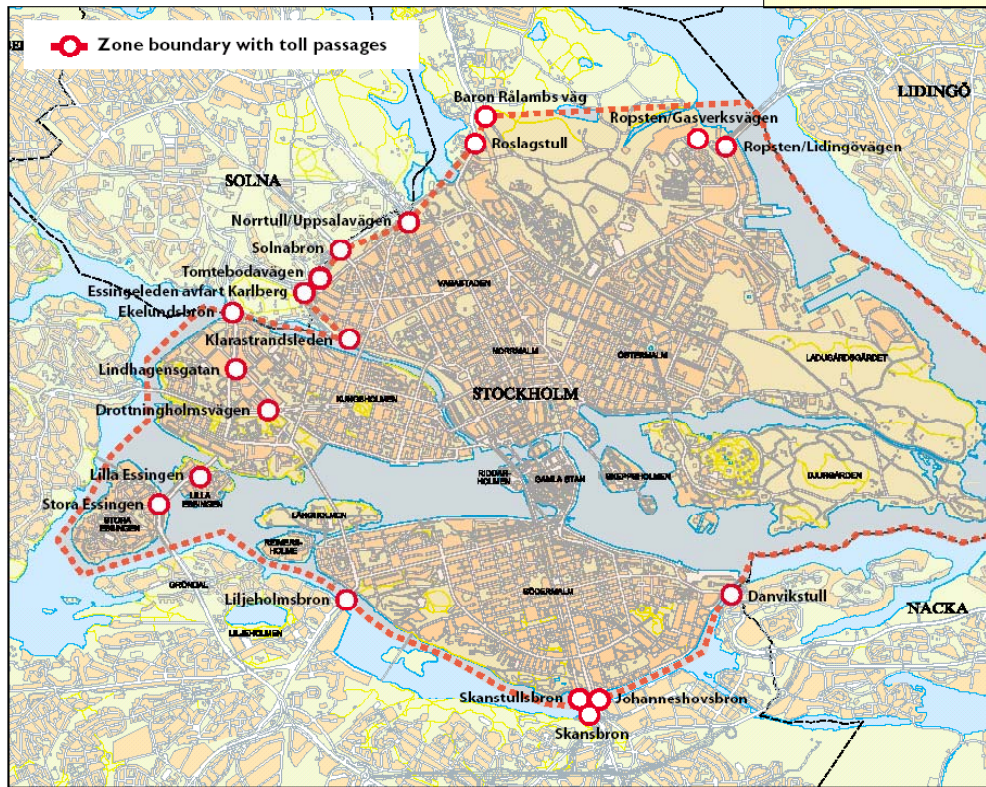 Zone boundary with toll passages
LIDINGÖ
Baron Rålambs väg
Ropsten/Gasverksvägen
Roslagstull
Ropsten/Lidingövägen
SOLNA
Norrtull/Uppsalavägen
Solnabron
Tomtebodavägen
VASASTADEN
Essingeleden avfart Karlberg
Ekelundsbron
Klarastrandsleden
NORRMALM
ÖSTERMALM
LADUGÅRDSGÄRDET
Lindhagensgatan
KUNGSHOLMEN
STOCKHOLM
Drottningholmsvägen
Lilla Essingen
RIDDAR-
HOLMEN
GAMLA STAN
SKEPPSHOLMEN
DJURGÅRDEN
LILLA
ESSINGEN
Stora Essingen
STORA
ESSINGEN
LÅNGHOLMEN
REIMERS-
HOLME
GRÖNDAL
Liljeholmsbron
SÖDERMALM
Danvikstull
NACKA
LILJEHOLMEN
Skanstullsbron
Johanneshovsbron
Skansbron